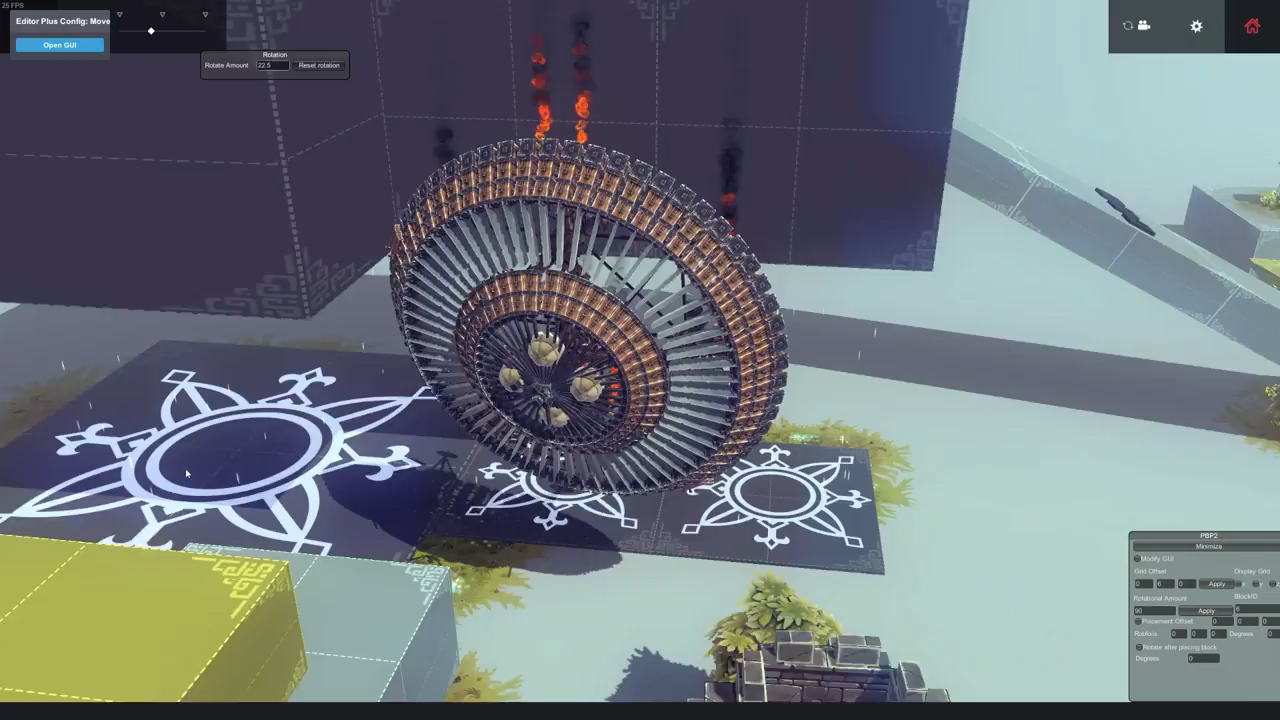 25 FPS
Editor Plus Config: Move
Open GUI
Rotation
Rotate Amount 22.5 Reset rotation
PBP2
Minimize
Modify GUI
Grid Offset Display Grid
0 6 0 Apply x y
Rotational Amount BlockID
90 Apply 6
Placement Offset 0 0 0
RotAxis 0 0 0 Degrees 0
Rotate after placing block
Degrees 0